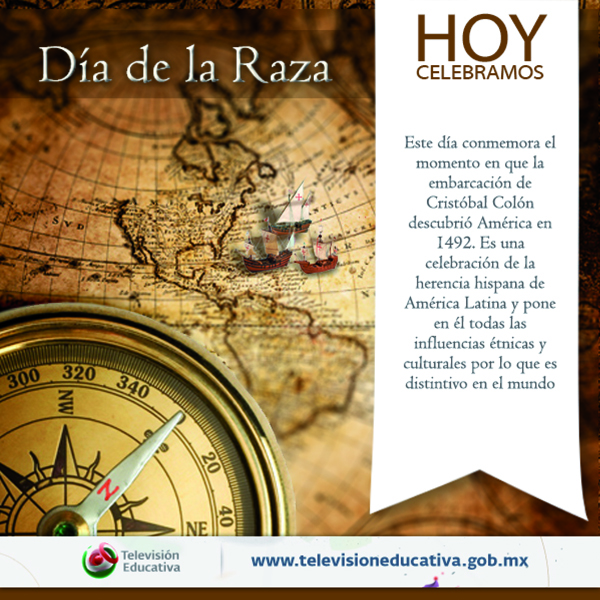 Día de la Raza
HOY
CELEBRAMOS
Este día conmemora el
momento en que la
embarcación de
Cristóbal Colón
descubrió América en
1492. Es una
celebración de la
herencia hispana de
América Latina y pone
en él todas las
influencias étnicas y
culturales por lo que es
distintivo en el mundo
300
320
340
20
40
NW
N
NE
Televisión
Educativa
www.televisioneducativa.gob.mx